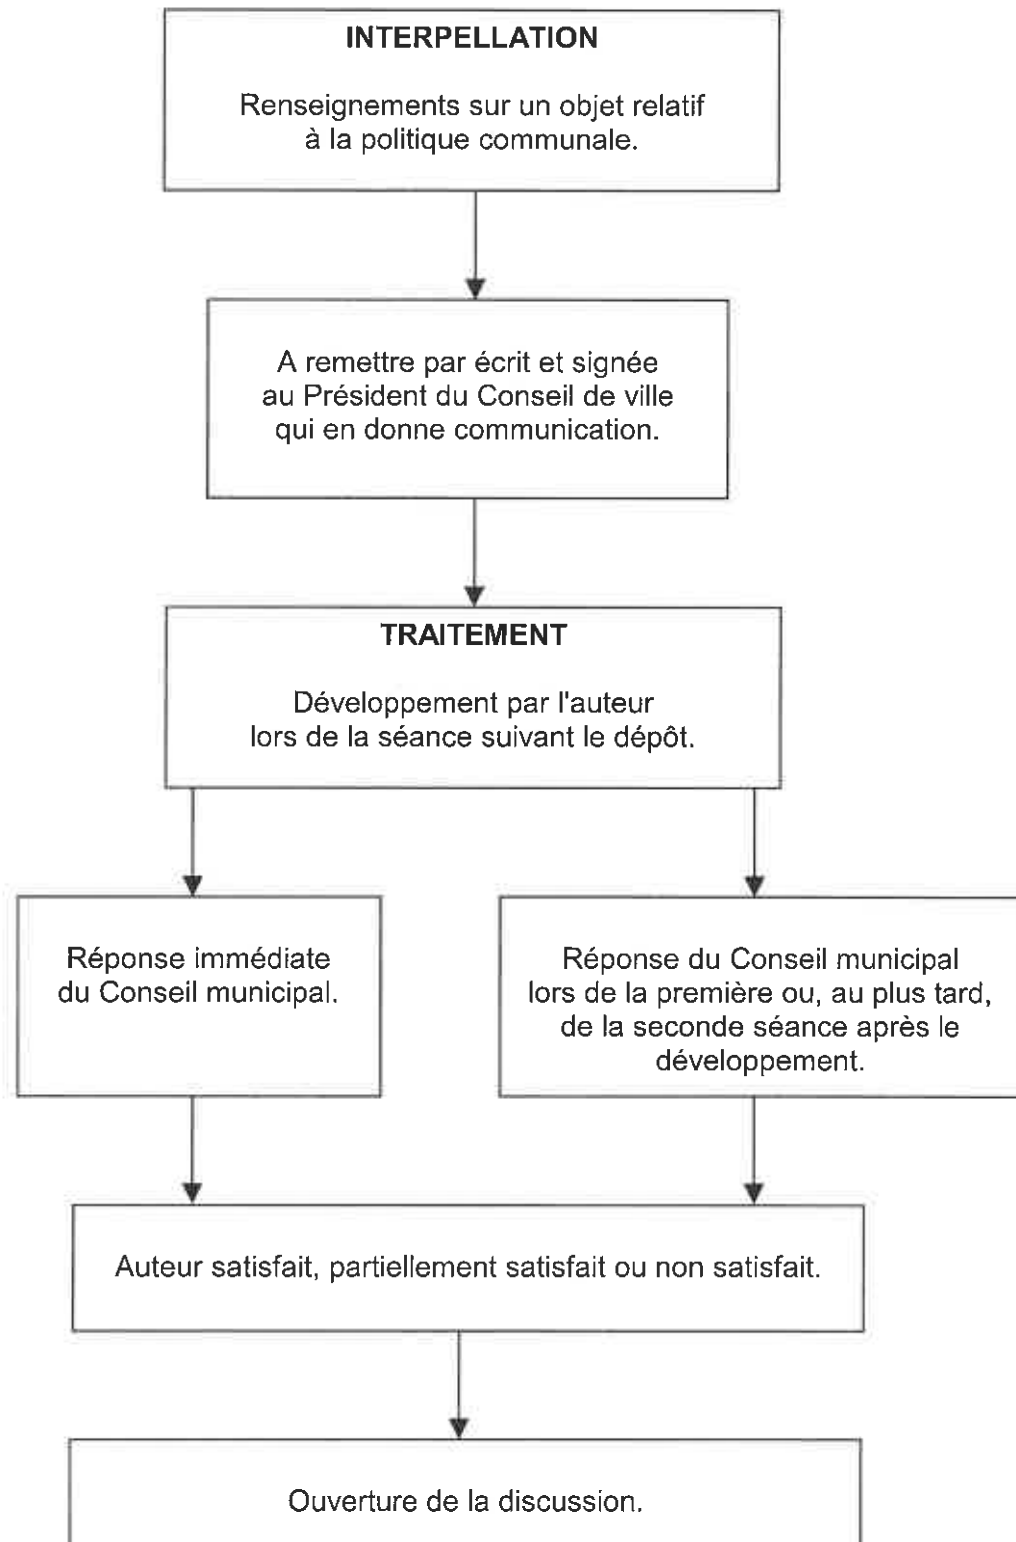 INTERPELLATION
Renseignements sur un objet relatif
à la politique communale.
A remettre par écrit et signée
au Président du Conseil de ville
qui en donne communication.
TRAITEMENT
Développement par l'auteur
lors de la séance suivant le dépôt.
Réponse immédiate
du Conseil municipal.
Réponse du Conseil municipal
lors de la première ou, au plus tard,
de la seconde séance après le
développement.
Auteur satisfait, partiellement satisfait ou non satisfait.
Ouverture de la discussion.